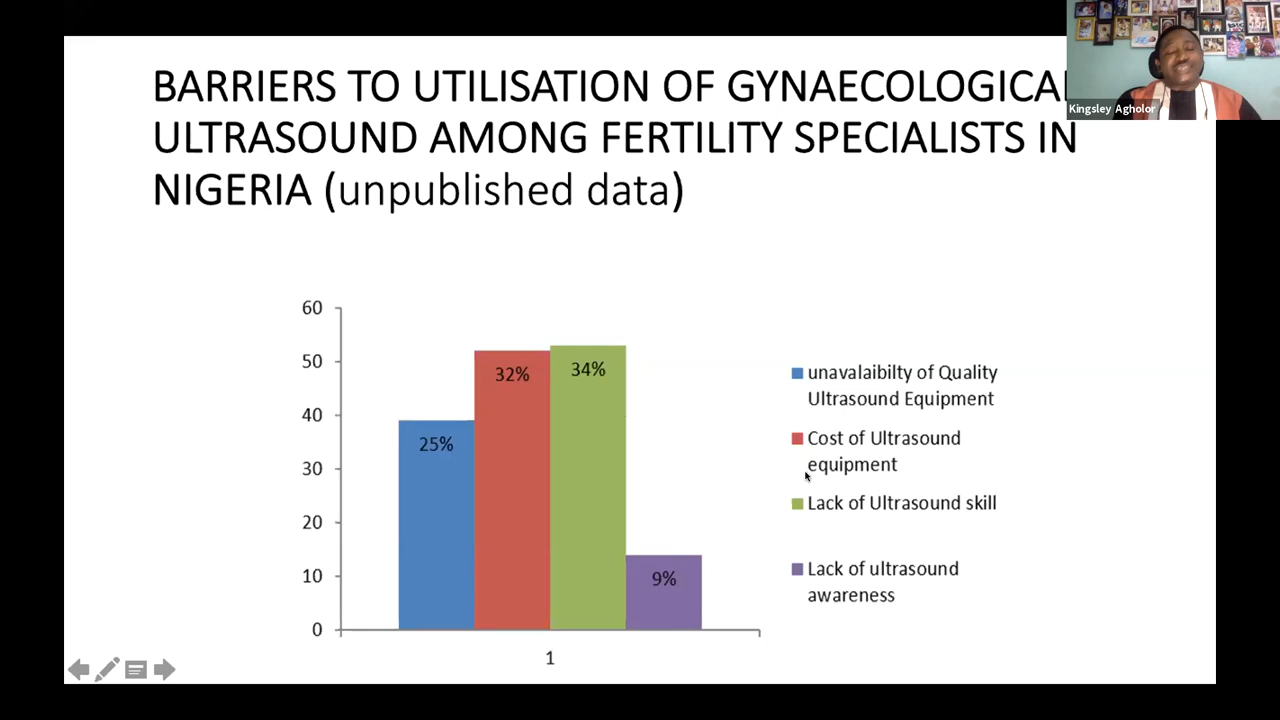 BARRIERS TO UTILISATION OF GYNAECOLOGICAL
ULTRASOUND AMONG FERTILITY SPECIALISTS IN
NIGERIA (unpublished data)
Kingsley Agholor
60
50
40
30
20
10
0
25%
32%
34%
9%
1
unavalaibilty of Quality
Ultrasound Equipment
Cost of Ultrasound
equipment
Lack of Ultrasound skill
Lack of ultrasound
awareness